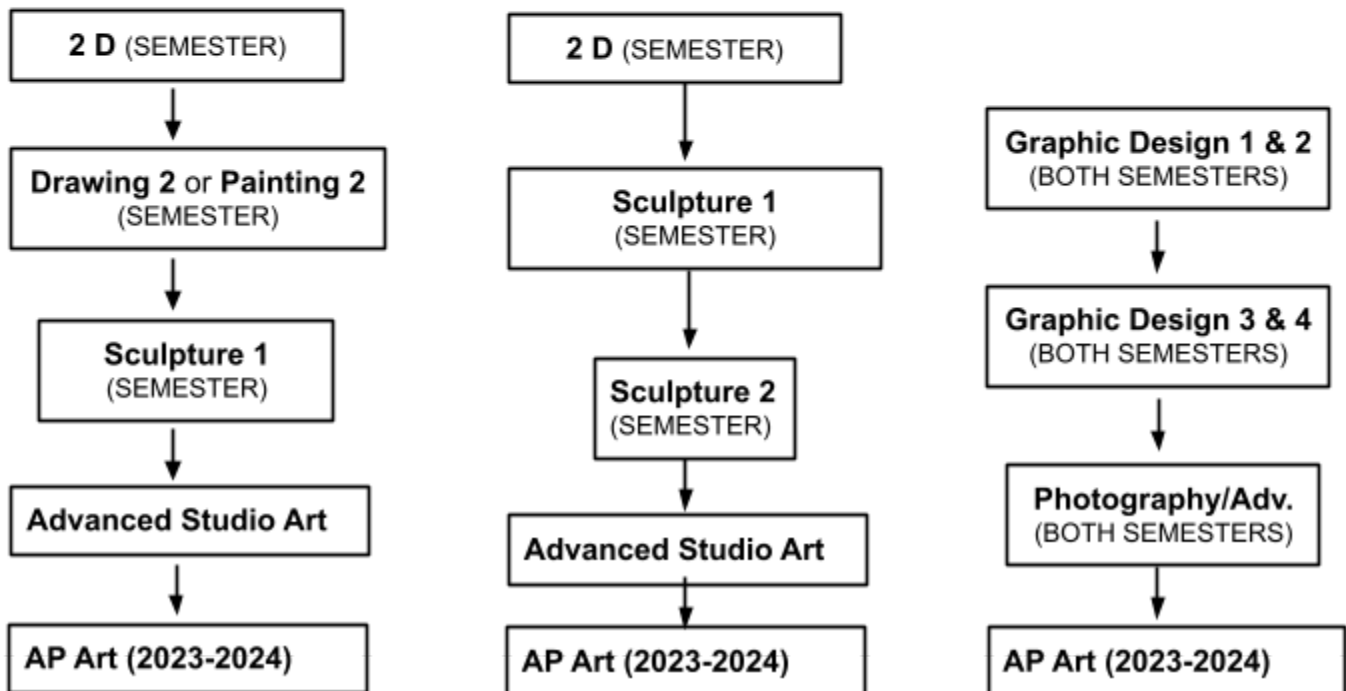 2 D (SEMESTER)
Drawing 2 or Painting 2
(SEMESTER)
Sculpture 1
(SEMESTER)
Advanced Studio Art
AP Art (2023-2024)
2 D (SEMESTER)
Sculpture 1
(SEMESTER)
Sculpture 2
(SEMESTER)
Advanced Studio Art
AP Art (2023-2024)
Graphic Design 1 & 2
(BOTH SEMESTERS)
Graphic Design 3 & 4
(BOTH SEMESTERS)
Photography/Adv.
(BOTH SEMESTERS)
AP Art (2023-2024)